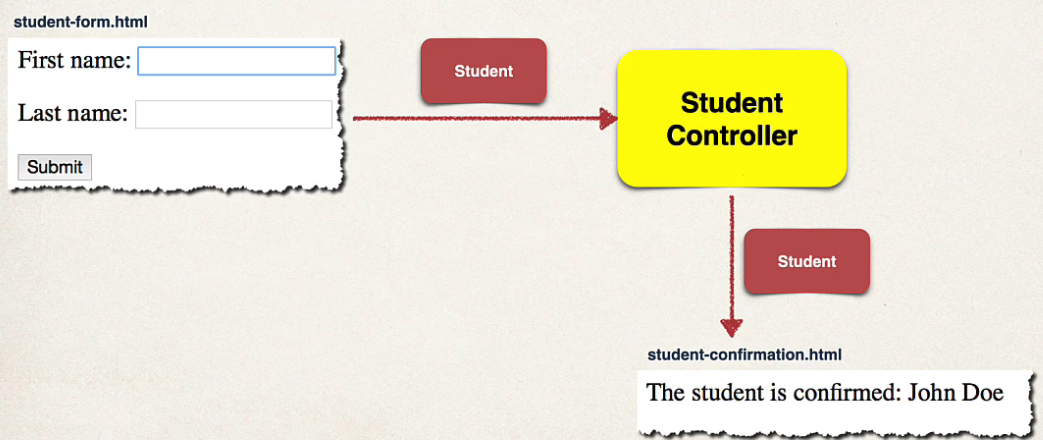 student-form.html
First name:
Last name:
Submit
Student
Student
Controller
Student
student-confirmation.html
The student is confirmed: John Doe